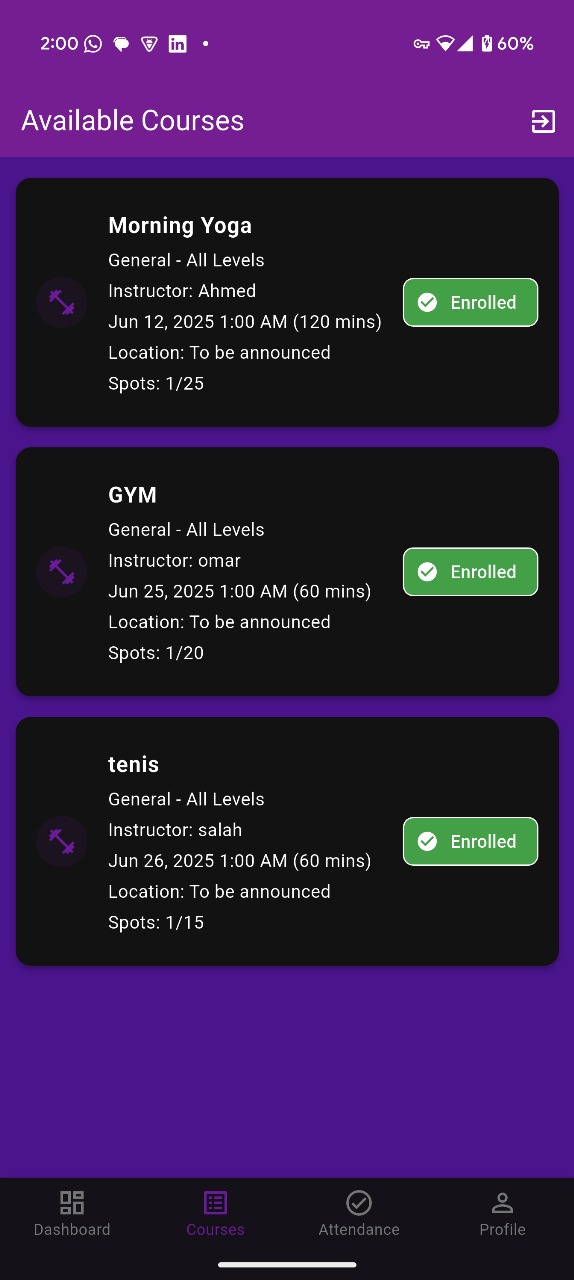 2:00 60%
Available Courses
Morning Yoga
General - All Levels
Instructor: Ahmed
Jun 12, 2025 1:00 AM (120 mins)
Location: To be announced
Spots: 1/25
Enrolled
GYM
General - All Levels
Instructor: omar
Jun 25, 2025 1:00 AM (60 mins)
Location: To be announced
Spots: 1/20
Enrolled
tenis
General - All Levels
Instructor: salah
Jun 26, 2025 1:00 AM (60 mins)
Location: To be announced
Spots: 1/15
Enrolled
Dashboard Courses Attendance Profile